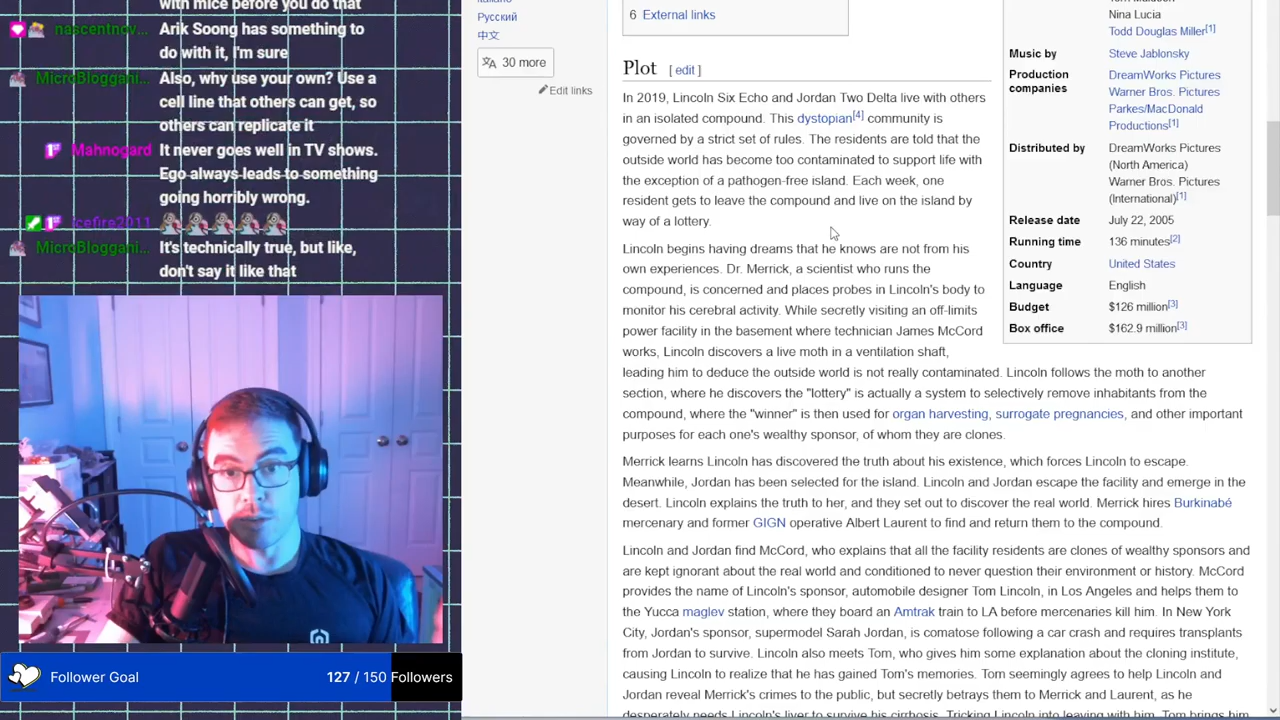 with mice before you do that
nascentnov...
Arik Soong has something to
do with it, I'm sure
MicroBloggani...
Also, why use your own? Use a
cell line that others can get, so
others can replicate it
Mahnogard
It never goes well in TV shows.
Ego always leads to something
going horribly wrong.
icefire2011
MicroBloggani...
It's technically true, but like,
don't say it like that
Follower Goal
127 / 150 Followers
Русский
中文
30 more
Edit links
6 External links
Plot [ edit ]
In 2019, Lincoln Six Echo and Jordan Two Delta live with others
in an isolated compound. This dystopian[4] community is
governed by a strict set of rules. The residents are told that the
outside world has become too contaminated to support life with
the exception of a pathogen-free island. Each week, one
resident gets to leave the compound and live on the island by
way of a lottery.
Lincoln begins having dreams that he knows are not from his
own experiences. Dr. Merrick, a scientist who runs the
compound, is concerned and places probes in Lincoln's body to
monitor his cerebral activity. While secretly visiting an off-limits
power facility in the basement where technician James McCord
works, Lincoln discovers a live moth in a ventilation shaft,
leading him to deduce the outside world is not really contaminated. Lincoln follows the moth to another
section, where he discovers the "lottery" is actually a system to selectively remove inhabitants from the
compound, where the "winner" is then used for organ harvesting, surrogate pregnancies, and other important
purposes for each one's wealthy sponsor, of whom they are clones.
Merrick learns Lincoln has discovered the truth about his existence, which forces Lincoln to escape.
Meanwhile, Jordan has been selected for the island. Lincoln and Jordan escape the facility and emerge in the
desert. Lincoln explains the truth to her, and they set out to discover the real world. Merrick hires Burkinabé
mercenary and former GIGN operative Albert Laurent to find and return them to the compound.
Lincoln and Jordan find McCord, who explains that all the facility residents are clones of wealthy sponsors and
are kept ignorant about the real world and conditioned to never question their environment or history. McCord
provides the name of Lincoln's sponsor, automobile designer Tom Lincoln, in Los Angeles and helps them to
the Yucca maglev station, where they board an Amtrak train to LA before mercenaries kill him. In New York
City, Jordan's sponsor, supermodel Sarah Jordan, is comatose following a car crash and requires transplants
from Jordan to survive. Lincoln also meets Tom, who gives him some explanation about the cloning institute,
causing Lincoln to realize that he has gained Tom's memories. Tom seemingly agrees to help Lincoln and
Jordan reveal Merrick's crimes to the public, but secretly betrays them to Merrick and Laurent, as he
desperately needs Lincoln's liver to survive his cirrhosis. Tricking Lincoln into leaving with him, Tom brings him
Nina Lucia
Todd Douglas Miller[1]
Music by Steve Jablonsky
Production DreamWorks Pictures
companies Warner Bros. Pictures
Parkes/MacDonald
Productions[1]
Distributed by DreamWorks Pictures
(North America)
Warner Bros. Pictures
(International)[1]
Release date July 22, 2005
Running time 136 minutes[2]
Country United States
Language English
Budget $126 million[3]
Box office $162.9 million[3]